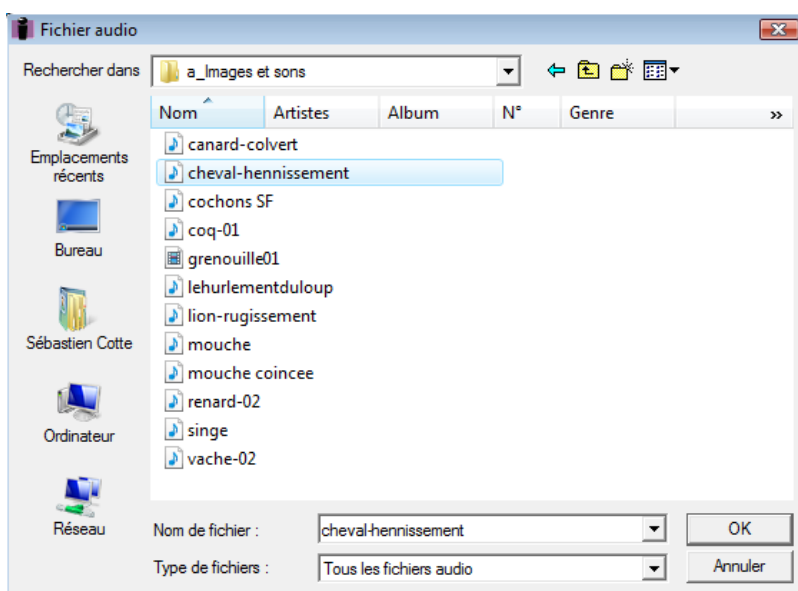 Fichier audio
Rechercher dans a_Images et sons
Nom Artistes Album N° Genre »
Emplacements récents
Bureau
Sébastien Cotte
Ordinateur
Réseau
canard-colvert
cheval-hennissement
cochons SF
coq-01
grenouille01
lehurlementduloup
lion-rugissement
mouche
mouche coincee
renard-02
singe
vache-02
Nom de fichier : cheval-hennissement OK
Type de fichiers : Tous les fichiers audio Annuler